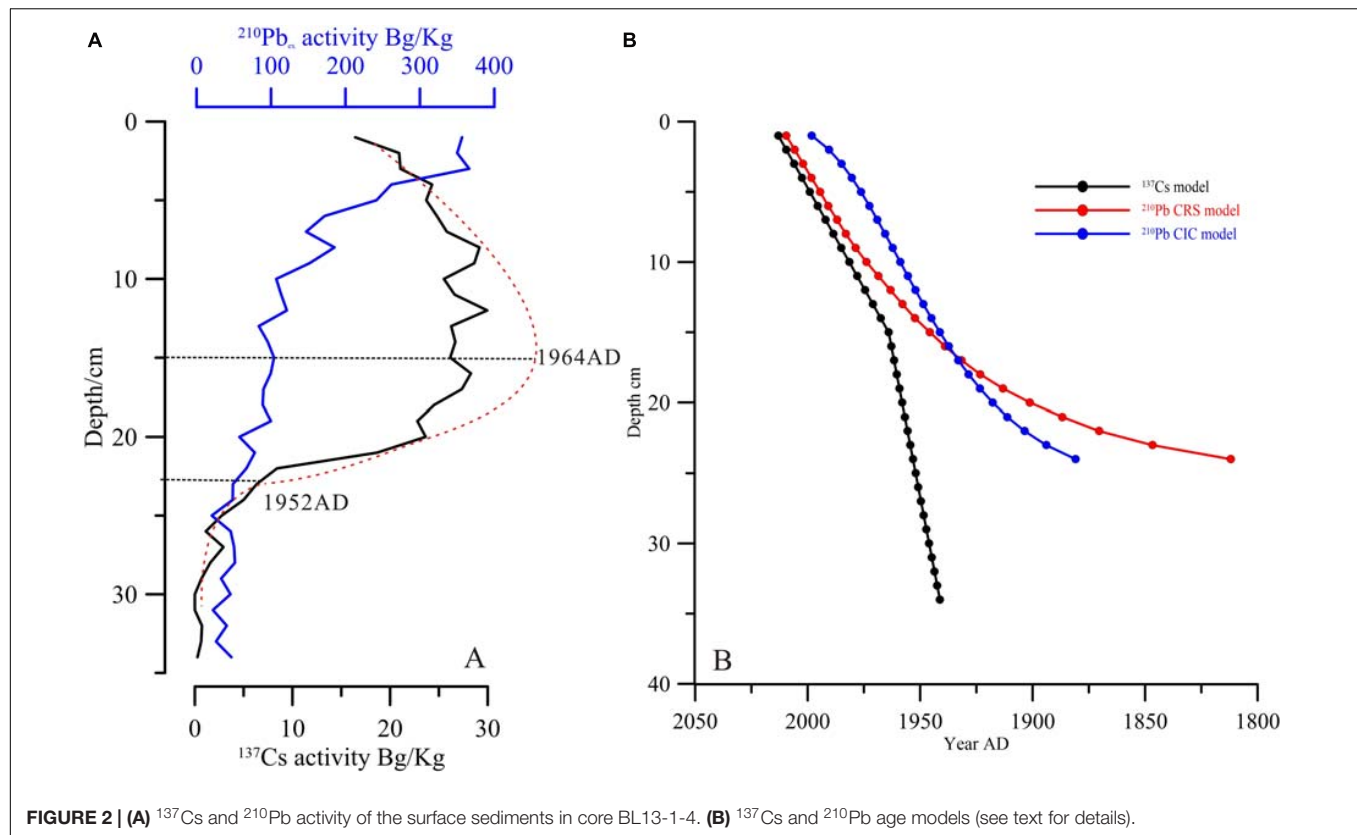 A
²¹⁰Pbₑₓ activity Bg/Kg
0 100 200 300 400
0
10
20
30
Depth/cm
1964AD
1952AD
A
0 10 20 30
¹³⁷Cs activity Bg/Kg
B
0
10
20
30
40
Depth cm
¹³⁷Cs model
²¹⁰Pb CRS model
²¹⁰Pb CIC model
B
2050 2000 1950 1900 1850 1800
Year AD
FIGURE 2 | (A) ¹³⁷Cs and ²¹⁰Pb activity of the surface sediments in core BL13-1-4. (B) ¹³⁷Cs and ²¹⁰Pb age models (see text for details).